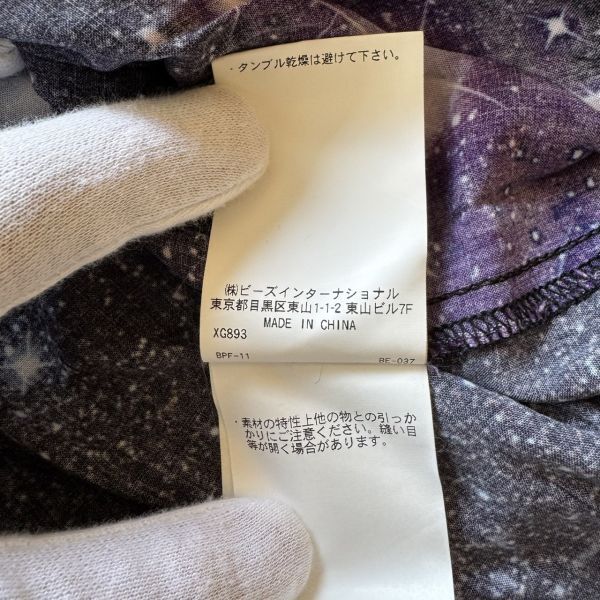 ・タンブル乾燥は避けて下さい。
(株)ビーズインターナショナル
東京都目黒区東山1-1-2 東山ビル7F
XG893 MADE IN CHINA
BPF-11 BE-037
・素材の特性上他の物との引っか
かりにご注意ください。縫い目
等が開く場合があります。